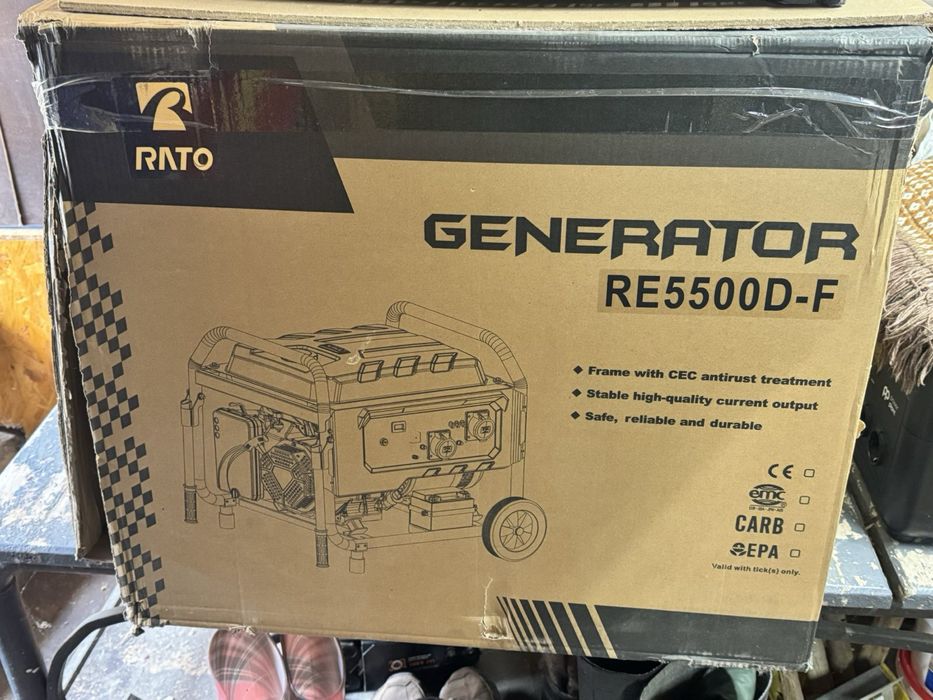 RATO
GENERATOR
RE5500D-F
◆ Frame with CEC antirust treatment
◆ Stable high-quality current output
◆ Safe, reliable and durable
CE
emc
CARB
EPA
Valid with tick(s) only.